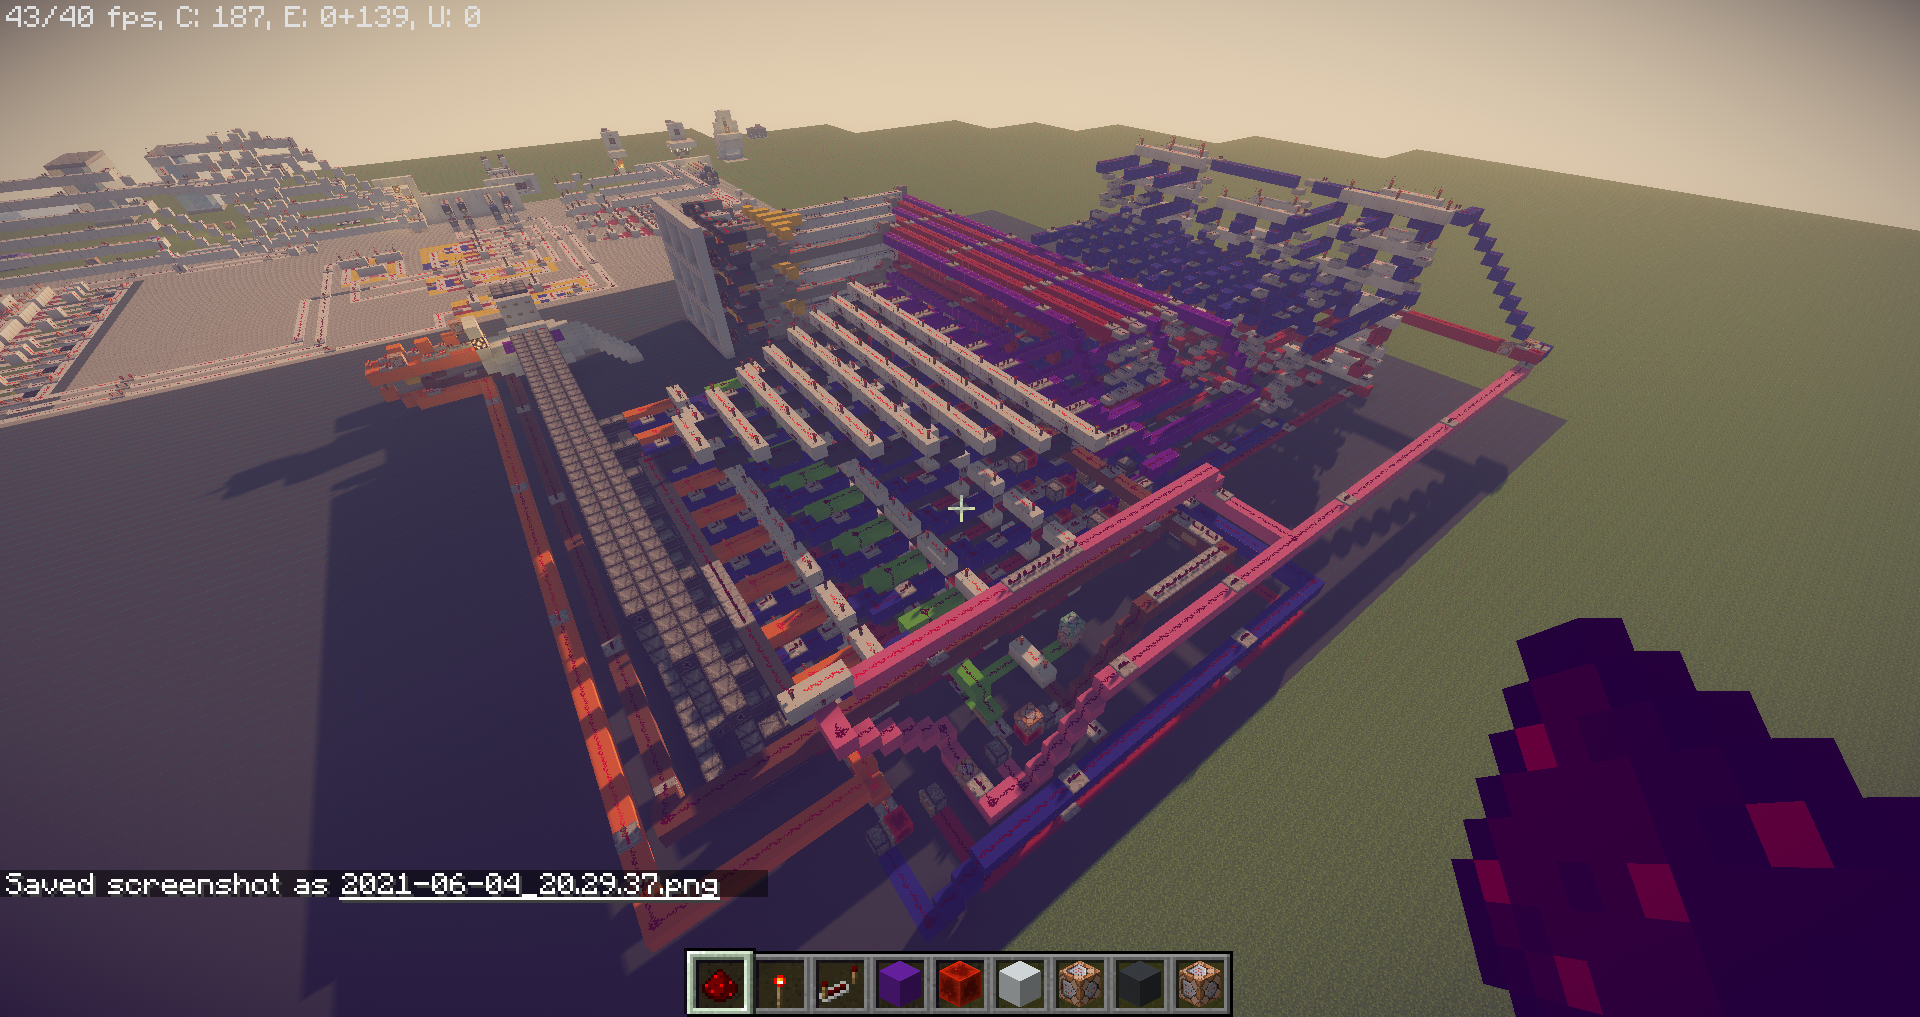 43/40 fps, C: 187, E: 0+139, U: 0
Saved screenshot as 2021-06-04_20.29.37.png